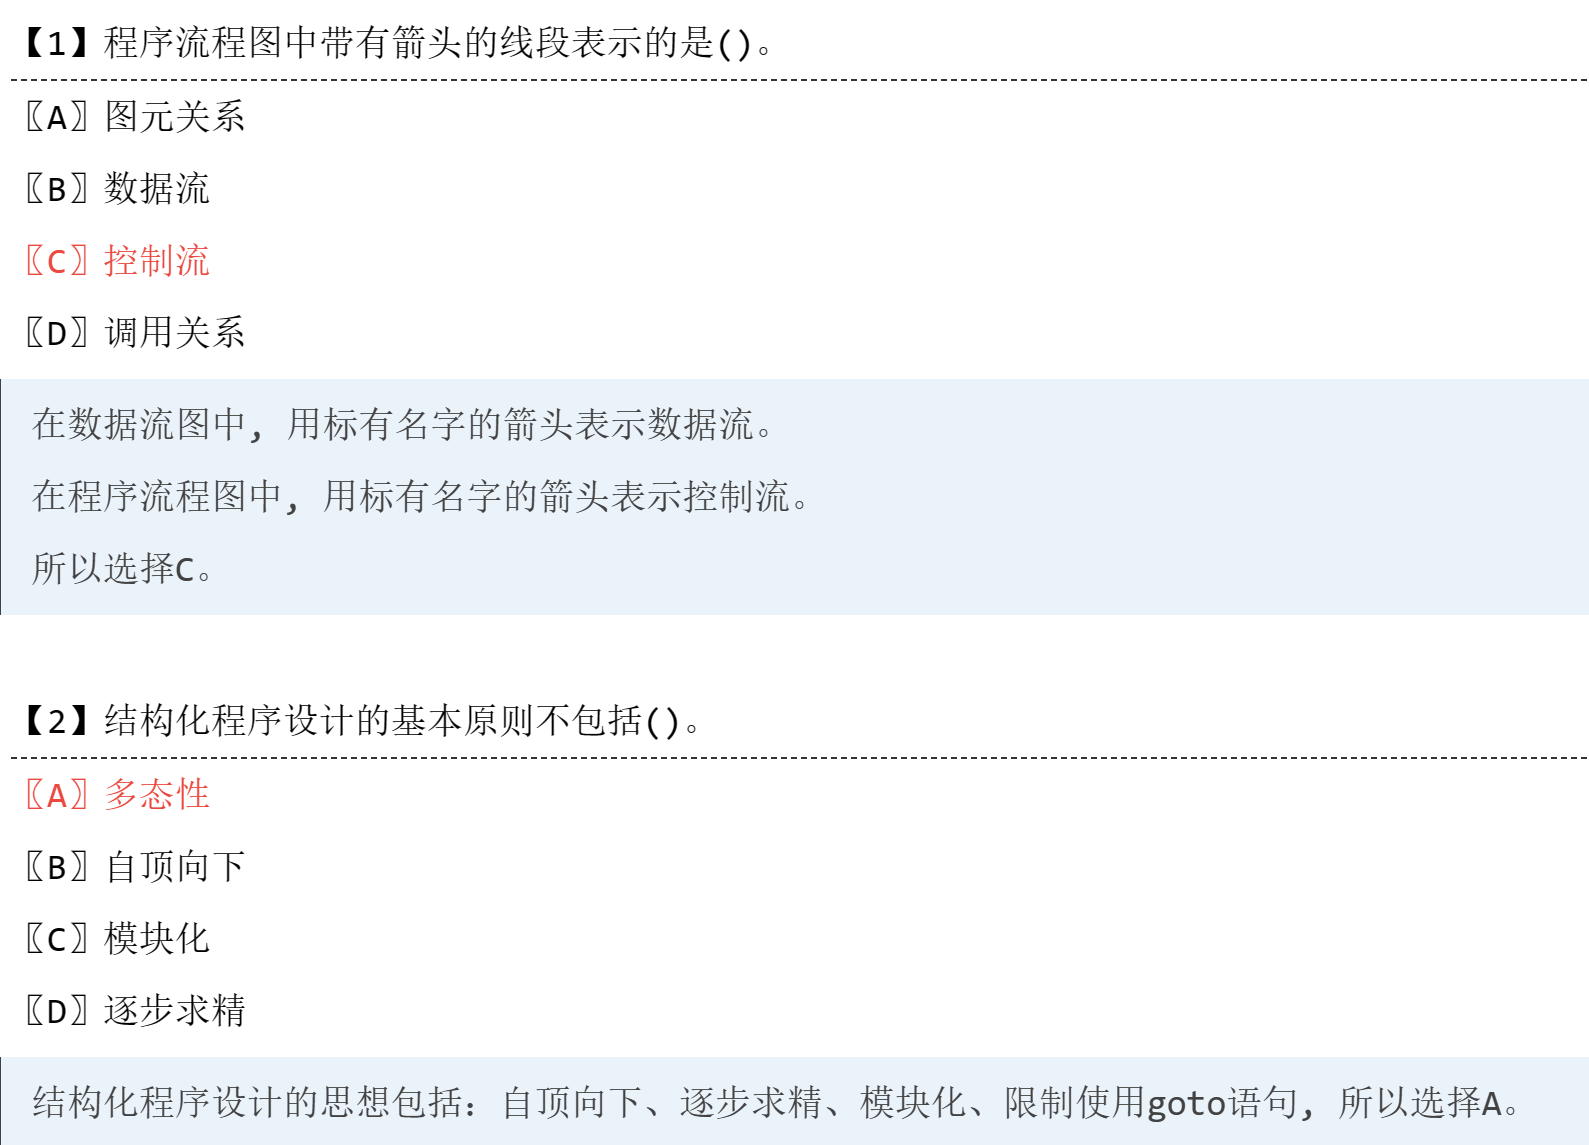 【1】程序流程图中带有箭头的线段表示的是()。
〖A〗图元关系
〖B〗数据流
〖C〗控制流
〖D〗调用关系
在数据流图中, 用标有名字的箭头表示数据流。
在程序流程图中, 用标有名字的箭头表示控制流。
所以选择C。
【2】结构化程序设计的基本原则不包括()。
〖A〗多态性
〖B〗自顶向下
〖C〗模块化
〖D〗逐步求精
结构化程序设计的思想包括：自顶向下、逐步求精、模块化、限制使用goto语句, 所以选择A。